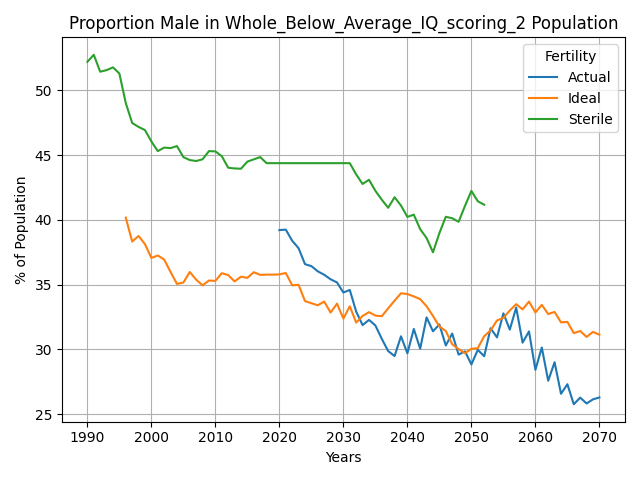 Proportion Male in Whole_Below_Average_IQ_scoring_2 Population
Fertility
Actual
Ideal
Sterile
% of Population
50
45
40
35
30
25
1990
2000
2010
2020
2030
2040
2050
2060
2070
Years